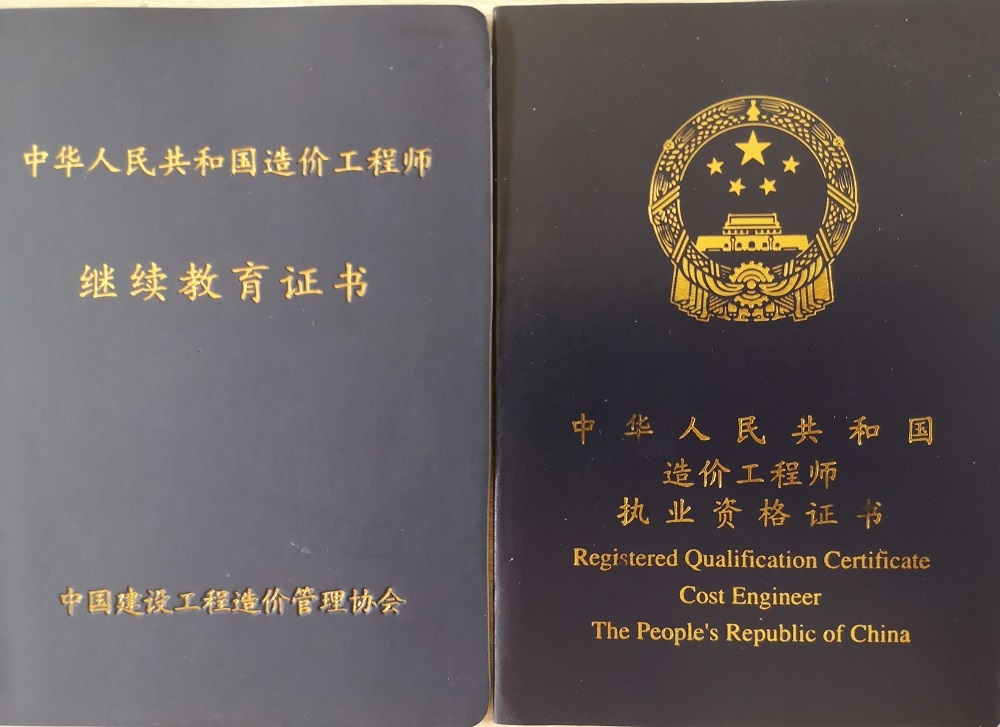 中华人民共和国造价工程师
继续教育证书
中国建设工程造价管理协会
中华人民共和国
造价工程师
执业资格证书
Registered Qualification Certificate
Cost Engineer
The People's Republic of China